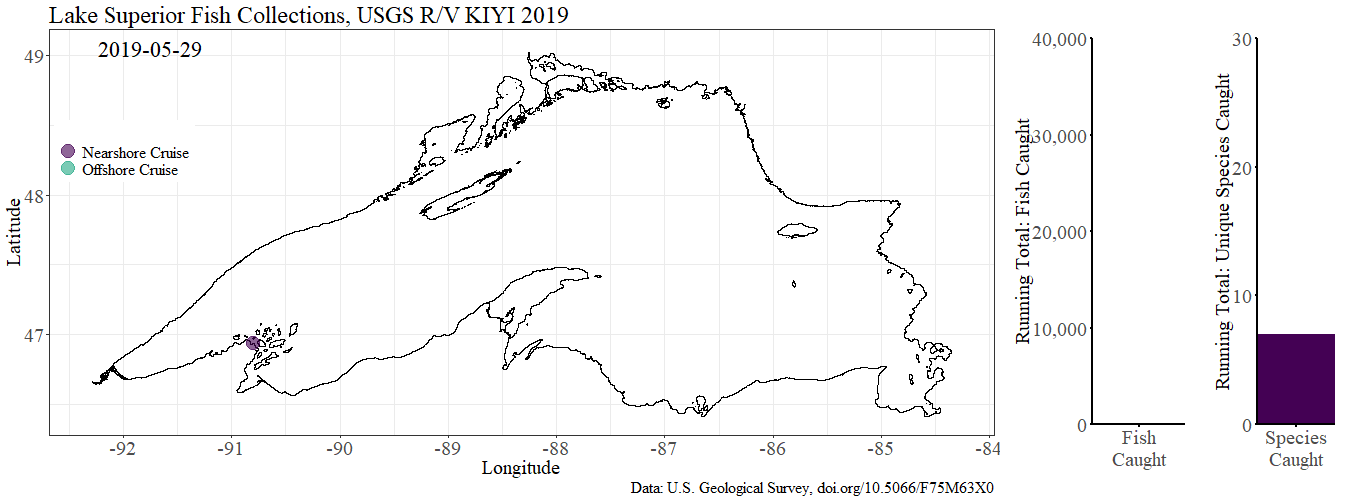 Lake Superior Fish Collections, USGS R/V KIYI 2019
2019-05-29
Nearshore Cruise
Offshore Cruise
Latitude
49
48
47
-92
-91
-90
-89
-88
-87
-86
-85
-84
Longitude
Data: U.S. Geological Survey, doi.org/10.5066/F75M63X0
Running Total: Fish Caught
40,000
30,000
20,000
10,000
0
Fish
Caught
Running Total: Unique Species Caught
30
20
10
0
Species
Caught